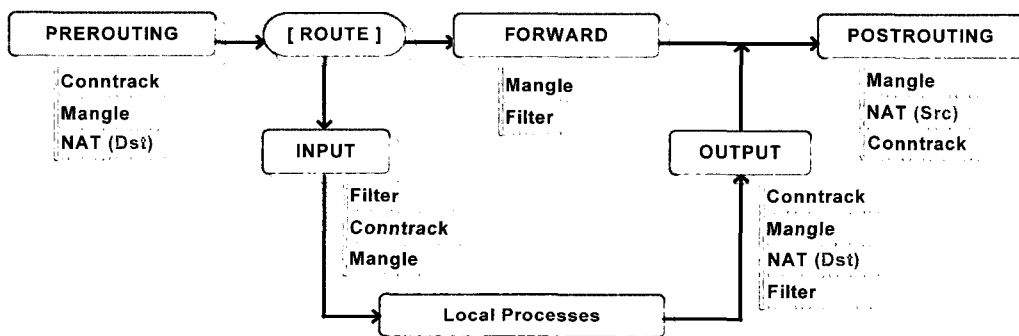 PREROUTING
[ ROUTE ]
FORWARD
POSTROUTING
Conntrack
Mangle
NAT (Dst)
Mangle
Filter
Mangle
NAT (Src)
Conntrack
INPUT
OUTPUT
Filter
Conntrack
Mangle
Conntrack
Mangle
NAT (Dst)
Filter
Local Processes